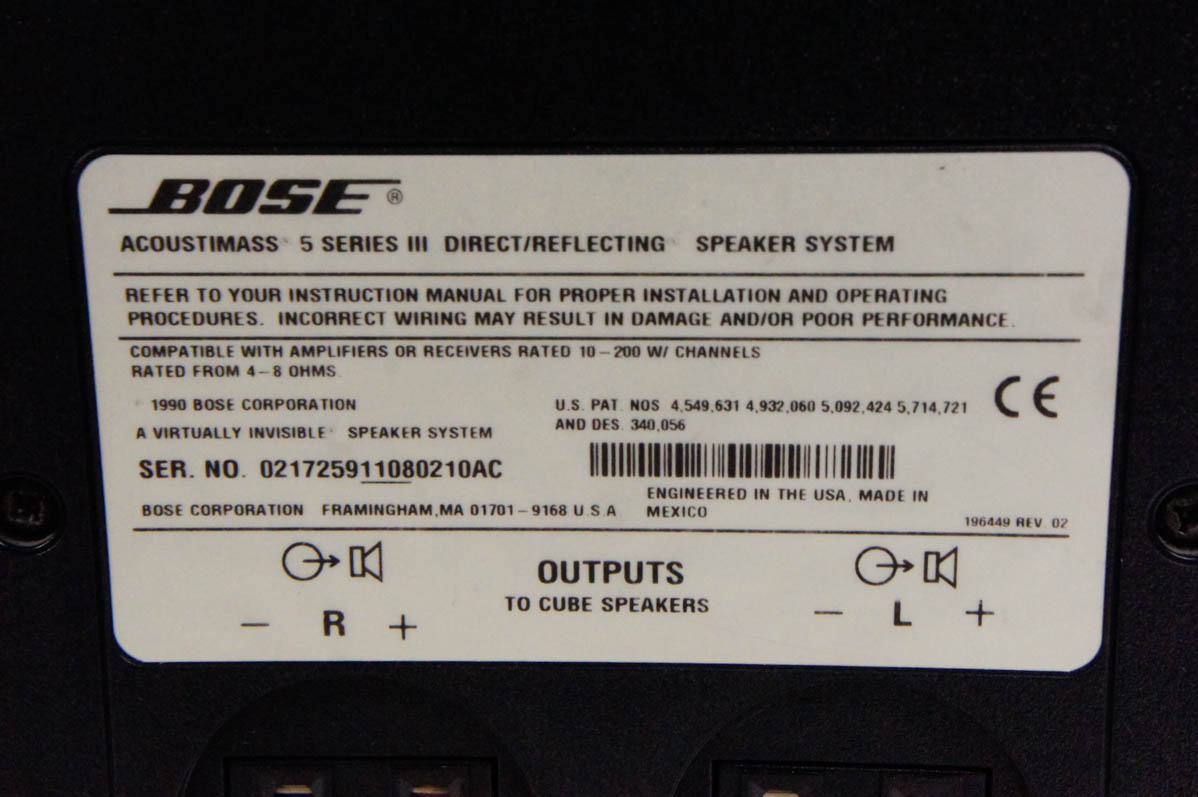 BOSE®
ACOUSTIMASS 5 SERIES III DIRECT/REFLECTING SPEAKER SYSTEM
REFER TO YOUR INSTRUCTION MANUAL FOR PROPER INSTALLATION AND OPERATING
PROCEDURES. INCORRECT WIRING MAY RESULT IN DAMAGE AND/OR POOR PERFORMANCE.
COMPATIBLE WITH AMPLIFIERS OR RECEIVERS RATED 10-200 W/ CHANNELS
RATED FROM 4-8 OHMS
1990 BOSE CORPORATION
A VIRTUALLY INVISIBLE SPEAKER SYSTEM
SER. NO. 021725911080210AC
BOSE CORPORATION FRAMINGHAM,MA 01701-9168 U.S.A
U.S. PAT. NOS 4,549,631 4,932,060 5,092,424 5,714,721
AND DES. 340,056
CE
ENGINEERED IN THE USA, MADE IN
MEXICO
196449 REV. 02
OUTPUTS
TO CUBE SPEAKERS
- R +
- L +